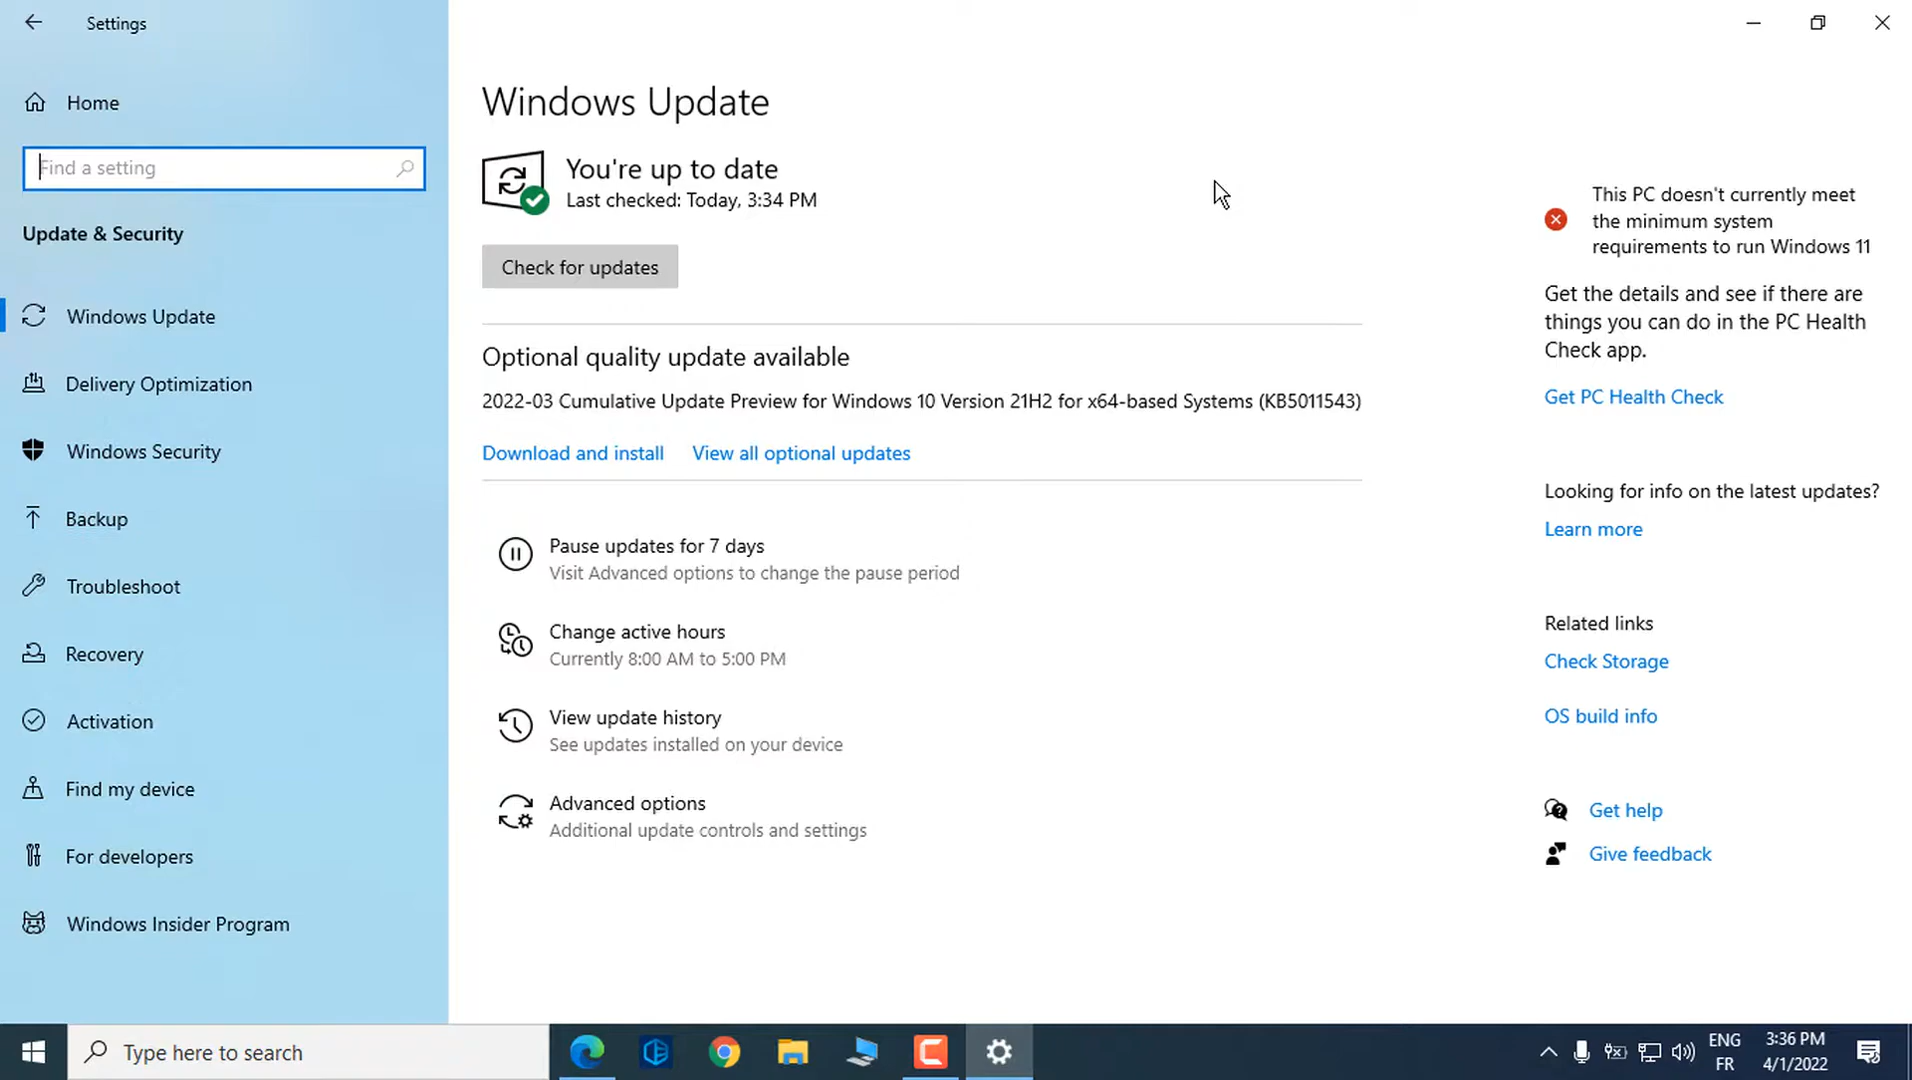 Settings
Home
Find a setting
Update & Security
Windows Update
Delivery Optimization
Windows Security
Backup
Troubleshoot
Recovery
Activation
Find my device
For developers
Windows Insider Program
Windows Update
You're up to date
Last checked: Today, 3:34 PM
Check for updates
Optional quality update available
2022-03 Cumulative Update Preview for Windows 10 Version 21H2 for x64-based Systems (KB5011543)
Download and install View all optional updates
Pause updates for 7 days
Visit Advanced options to change the pause period
Change active hours
Currently 8:00 AM to 5:00 PM
View update history
See updates installed on your device
Advanced options
Additional update controls and settings
This PC doesn't currently meet
the minimum system
requirements to run Windows 11
Get the details and see if there are
things you can do in the PC Health
Check app.
Get PC Health Check
Looking for info on the latest updates?
Learn more
Related links
Check Storage
OS build info
Get help
Give feedback
Type here to search
ENG
FR
3:36 PM
4/1/2022